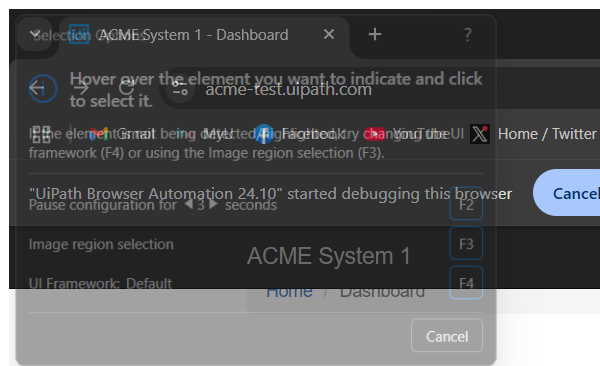 Selection Options
ACME System 1 - Dashboard
?
Hover over the element you want to indicate and click
to select it.
acme-test.uipath.com
Gmail
MyU
Facebook
YouTube
Home / Twitter
If the element is not being detected/highlighted, try changing the UI
framework (F4) or using the Image region selection (F3).
"UiPath Browser Automation 24.10" started debugging this browser
Cancel
Pause configuration for 3 seconds
F2
Image region selection
F3
ACME System 1
UI Framework: Default
F4
Home / Dashboard
Cancel